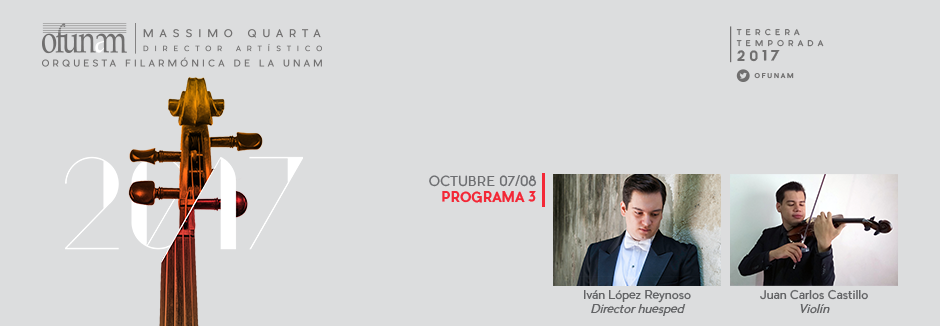 ofunam
MASSIMO QUARTA
DIRECTOR ARTÍSTICO
ORQUESTA FILARMÓNICA DE LA UNAM
TERCERA
TEMPORADA
2017
OFUNAM
2017
OCTUBRE 07/08
PROGRAMA 3
Iván López Reynoso
Director huesped
Juan Carlos Castillo
Violín